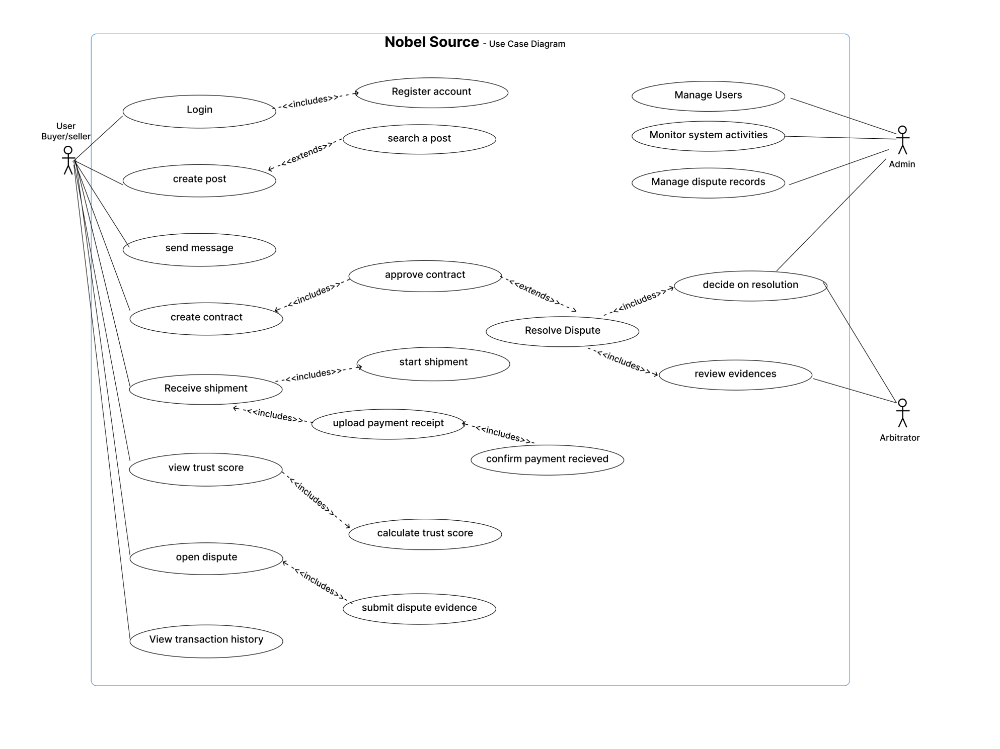 Nobel Source - Use Case Diagram
Register account
Manage Users
<<includes>>
Login
User
Buyer/seller
search a post
Monitor system activities
<<extends>>
Admin
create post
Manage dispute records
send message
approve contract
<<includes>>
<<extends>>
decide on resolution
<<includes>>
create contract
Resolve Dispute
start shipment
<<includes>>
<<includes>>
review evidences
Receive shipment
<<includes>>
upload payment receipt
<<includes>>
Arbitrator
confirm payment recieved
view trust score
<<includes>>
calculate trust score
open dispute
<<includes>>
submit dispute evidence
View transaction history